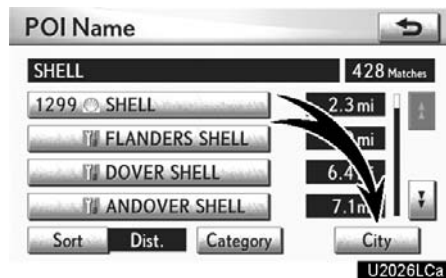 POI Name
SHELL 428 Matches
1299 SHELL 2.3 mi
FLANDERS SHELL mi
DOVER SHELL 6.4
ANDOVER SHELL 7.1
Sort Dist. Category City
U2026LCa